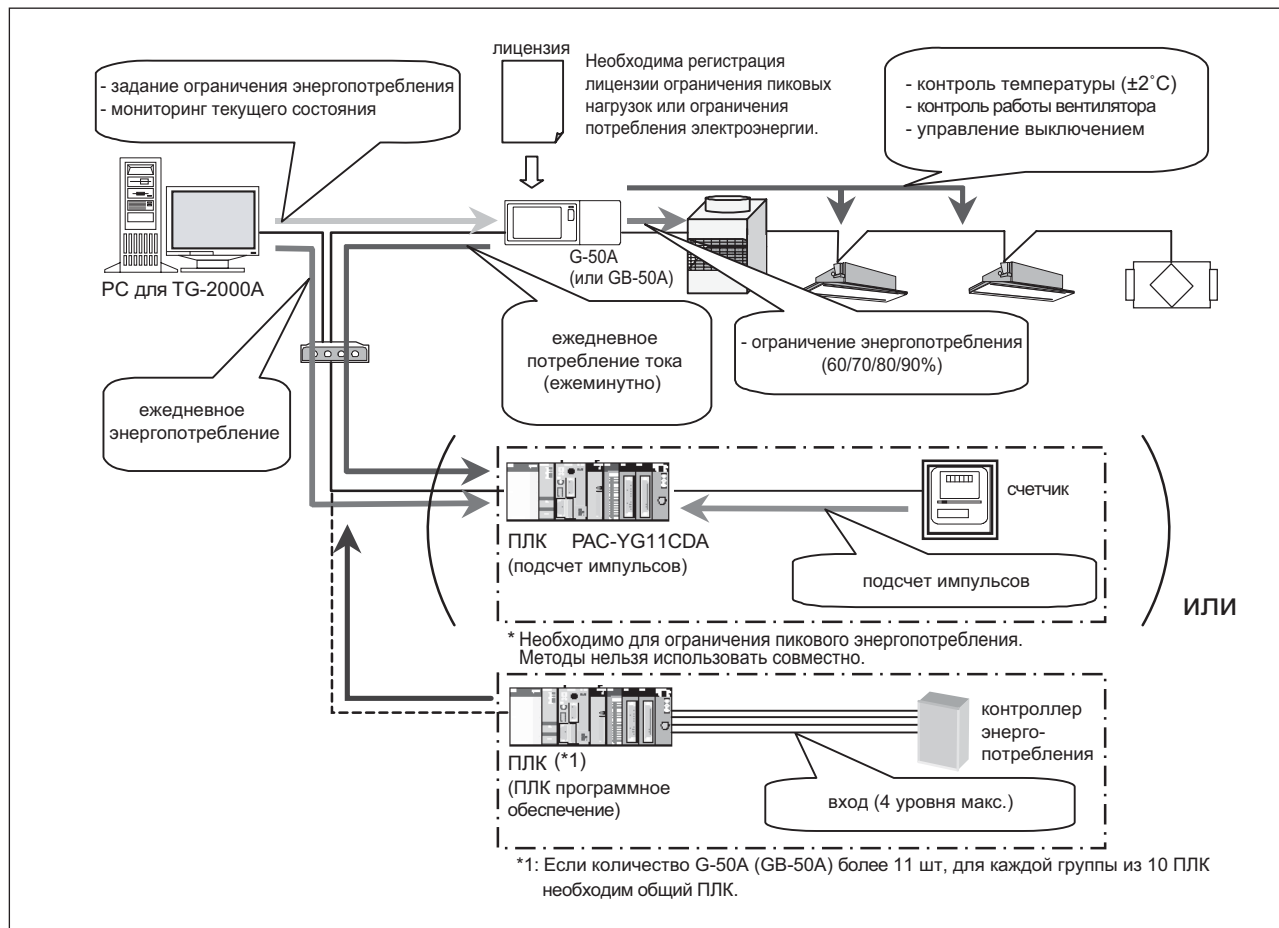 лицензия
Необходима регистрация
лицензии ограничения пиковых
нагрузок или ограничения
потребления электроэнергии.
- задание ограничения энергопотребления
- мониторинг текущего состояния
- контроль температуры (±2˚C)
- контроль работы вентилятора
- управление выключением
PC для TG-2000A
G-50A
(или GB-50A)
ежедневное
потребление тока
(ежеминутно)
- ограничение энергопотребления
(60/70/80/90%)
ежедневное
энергопотребление
счетчик
ПЛК PAC-YG11CDA
(подсчет импульсов)
подсчет импульсов
или
* Необходимо для ограничения пикового энергопотребления.
Методы нельзя использовать совместно.
контроллер
энерго-
потребления
ПЛК (*1)
(ПЛК программное
обеспечение)
вход (4 уровня макс.)
*1: Если количество G-50A (GB-50A) более 11 шт, для каждой группы из 10 ПЛК
необходим общий ПЛК.